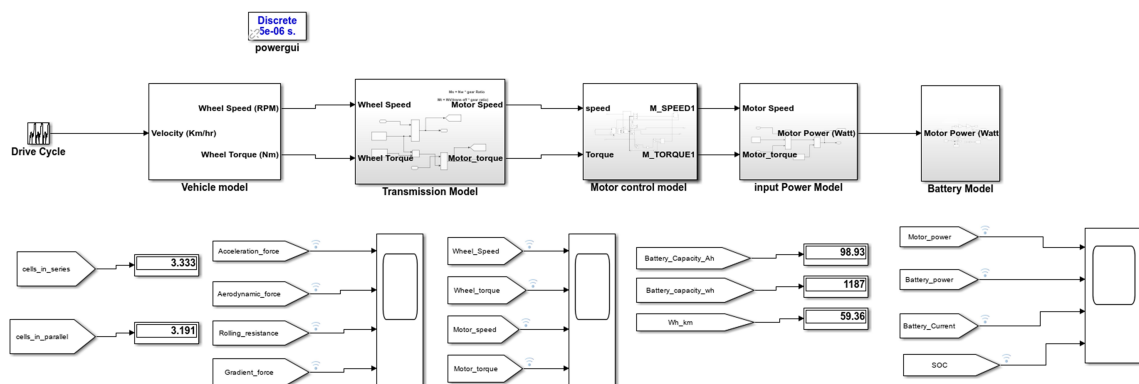 Discrete
5e-06 s.
powergui
Drive Cycle
Velocity (Km/hr)
Wheel Speed (RPM)
Wheel Torque (Nm)
Vehicle model
Wheel Speed
Motor Speed
Wheel Torque
Motor_torque
Transmission Model
speed
M_SPEED1
Torque
M_TORQUE1
Motor control model
Motor Speed
Motor Power (Watt)
Motor_torque
input Power Model
Motor Power (Watt
Battery Model
cells_in_series
3.333
cells_in_parallel
3.191
Acceleration_force
Aerodynamic_force
Rolling_resistance
Gradient_force
Wheel_Speed
Wheel_torque
Motor_speed
Motor_torque
Battery_Capacity_Ah
98.93
Battery_capacity_wh
1187
Wh_km
59.36
Motor_power
Battery_power
Battery_Current
SOC